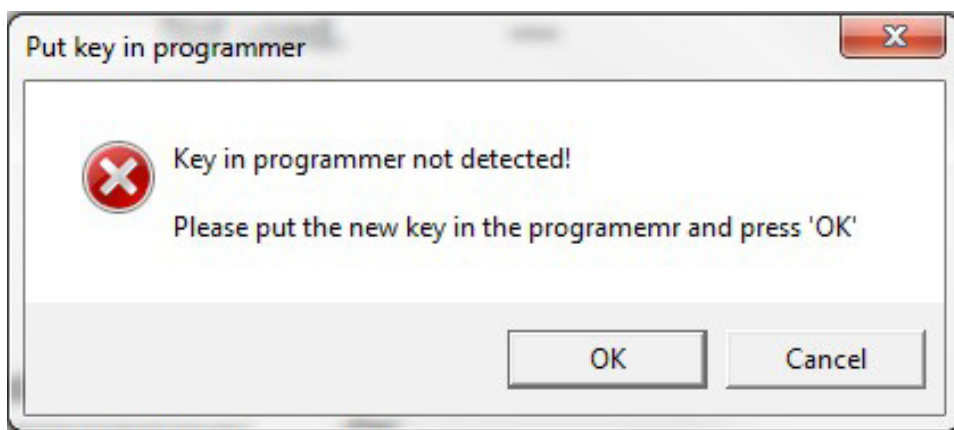 Put key in programmer
Key in programmer not detected!
Please put the new key in the programemr and press 'OK'
OK
Cancel